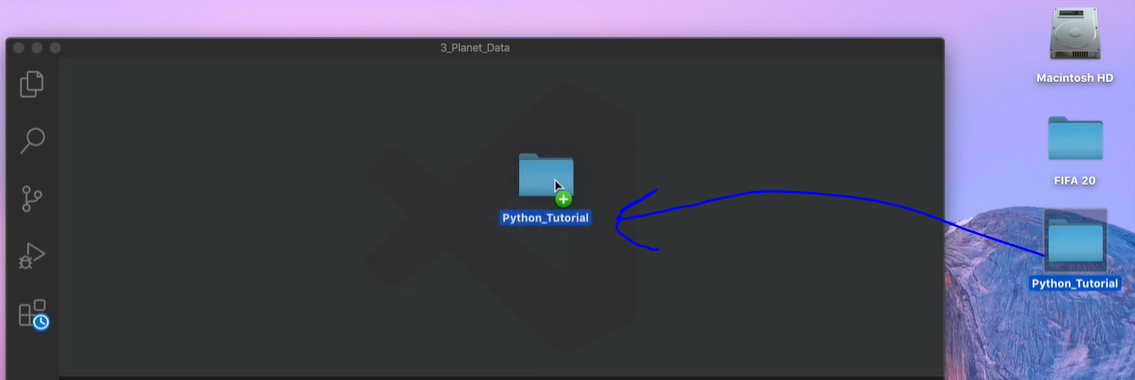 3_Planet_Data
Macintosh HD
FIFA 20
Python_Tutorial
Python_Tutorial